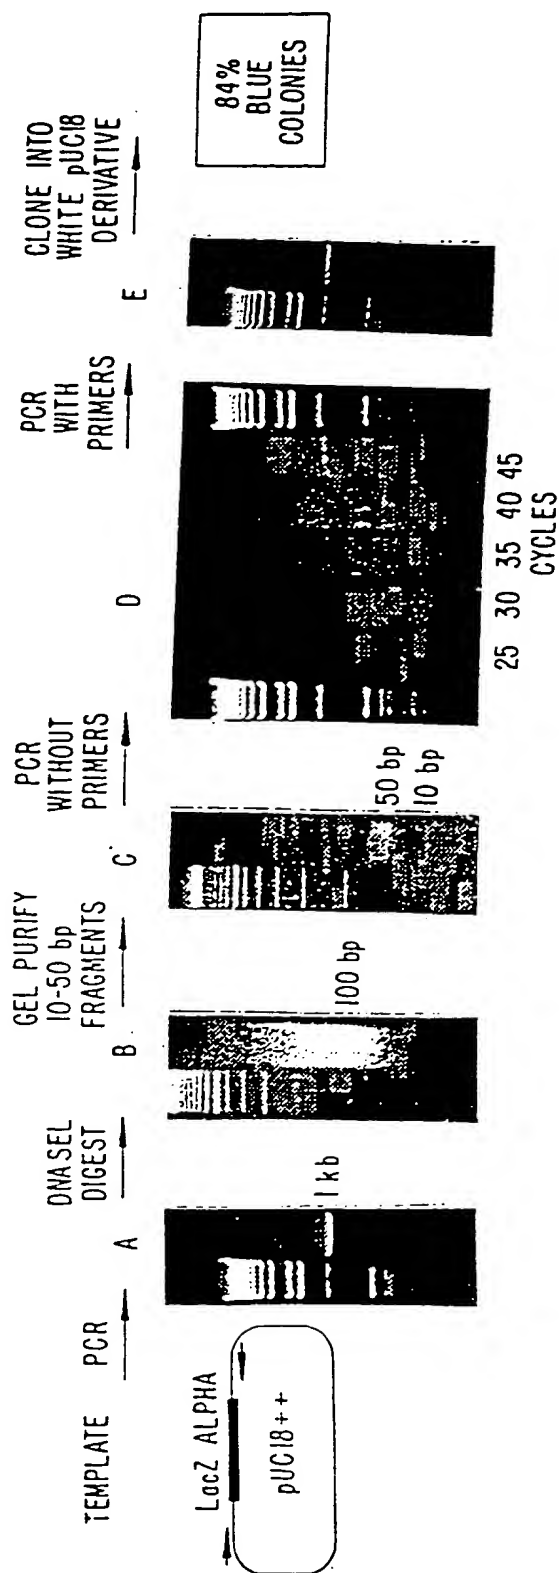 TEMPLATE
PCR
DNASEL
DIGEST
GEL PURIFY
10-50 bp
FRAGMENTS
PCR
WITHOUT
PRIMERS
PCR
WITH
PRIMERS
CLONE INTO
WHITE pUC18
DERIVATIVE
LacZ ALPHA
pUC18++
A
1 kb
B
100 bp
C
50 bp
10 bp
D
25 30 35 40 45
CYCLES
E
84%
BLUE
COLONIES